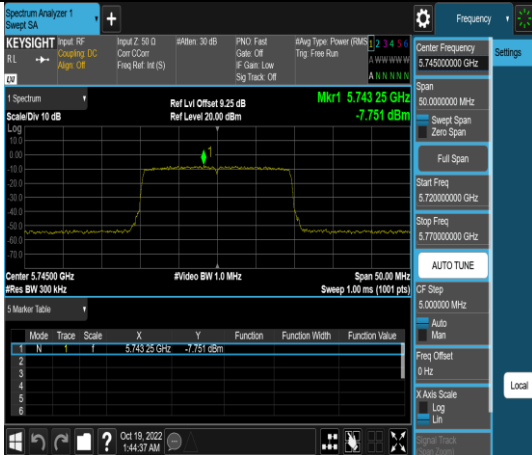 Spectrum Analyzer 1
Swept SA
+
Frequency
KEYSIGHT
RL
LV
Input: RF
Coupling: DC
Align: Off
Input Z: 50 Ω
Corr CCorr
Freq Ref: Int (S)
#Atten: 30 dB
PNO: Fast
Gate: Off
IF Gain: Low
Sig Track: Off
#Avg Type: Power (RMS
Trig: Free Run
1 2 3 4 5 6
A W W W W W
A N N N N N
1 Spectrum
Scale/Div 10 dB
Ref Lvl Offset 9.25 dB
Ref Level 20.00 dBm
Mkr1 5.743 25 GHz
-7.751 dBm
Log
10.0
0.00
-10.0
-20.0
-30.0
-40.0
-50.0
-60.0
-70.0
1
Center 5.74500 GHz
#Res BW 300 kHz
#Video BW 1.0 MHz
Span 50.00 MHz
Sweep 1.00 ms (1001 pts)
5 Marker Table
Mode Trace Scale X Y Function Function Width Function Value
1 N 1 f 5.743 25 GHz -7.751 dBm
2
3
4
5
6
Oct 19, 2022
1:44:37 AM
Center Frequency
5.745000000 GHz
Settings
Span
50.0000000 MHz
Swept Span
Zero Span
Full Span
Start Freq
5.720000000 GHz
Stop Freq
5.770000000 GHz
AUTO TUNE
CF Step
5.000000 MHz
Auto
Man
Freq Offset
0 Hz
X Axis Scale
Log
Lin
Local
Signal Track
(Span Zoom)